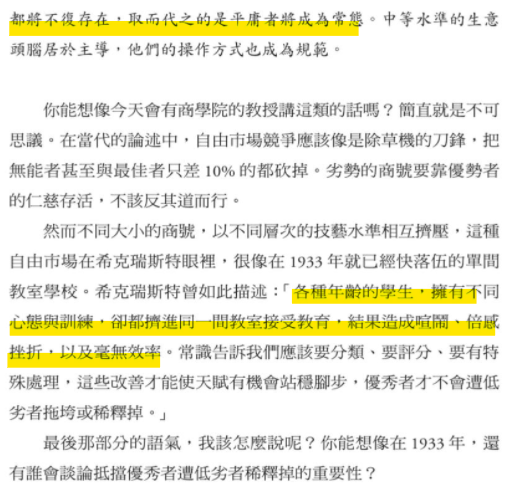 都將不復存在，取而代之的是平庸者將成為常態。中等水準的生意
頭腦居於主導，他們的操作方式也成為規範。
你能想像今天會有商學院的教授講這類的話嗎？簡直就是不可
思議。在當代的論述中，自由市場競爭應該像是除草機的刀鋒，把
無能者甚至與最佳者只差 10% 的都砍掉。劣勢的商號要靠優勢者
的仁慈存活，不該反其道而行。
然而不同大小的商號，以不同層次的技藝水準相互擠壓，這種
自由市場在希克瑞斯特眼裡，很像在 1933 年就已經快落伍的單間
教室學校。希克瑞斯特曾如此描述：「各種年齡的學生，擁有不同
心態與訓練，卻都擠進同一間教室接受教育，結果造成喧鬧、倍感
挫折，以及毫無效率。常識告訴我們應該要分類、要評分、要有特
殊處理，這些改善才能使天賦有機會站穩腳步，優秀者才不會遭低
劣者拖垮或稀釋掉。」
最後那部分的語氣，我該怎麼說呢？你能想像在 1933 年，還
有誰會談論抵擋優秀者遭低劣者稀釋掉的重要性？